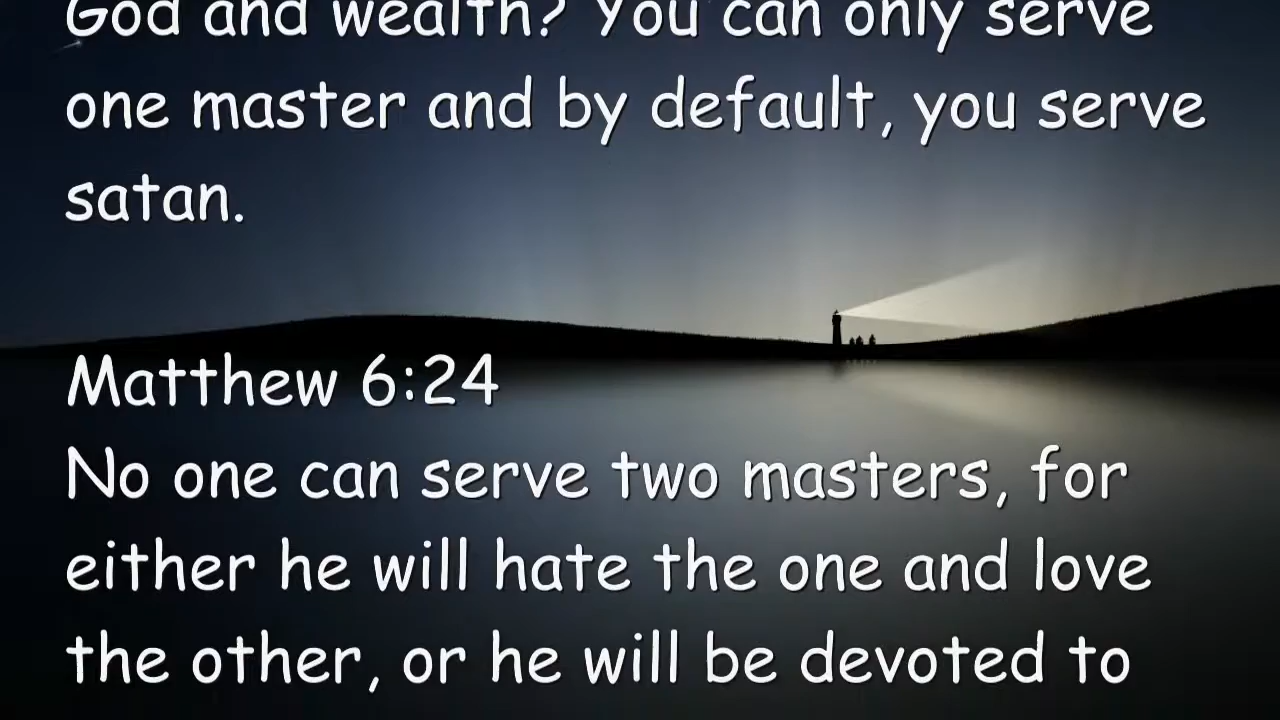 God and wealth? You can only serve
one master and by default, you serve
satan.
Matthew 6:24
No one can serve two masters, for
either he will hate the one and love
the other, or he will be devoted to